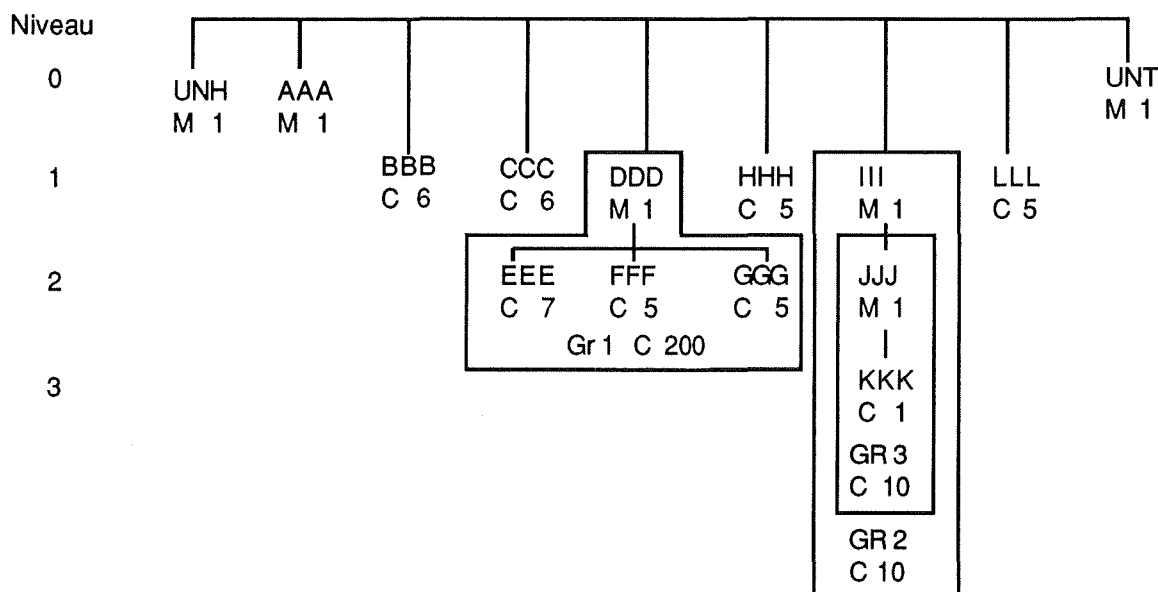 Niveau
0
UNH AAA UNT
M 1 M 1 M 1
1
BBB CCC DDD HHH III LLL
C 6 C 6 M 1 C 5 M 1 C 5
2
EEE FFF GGG JJJ
C 7 C 5 C 5 M 1
Gr 1 C 200
3
KKK
C 1
GR 3
C 10
GR 2
C 10